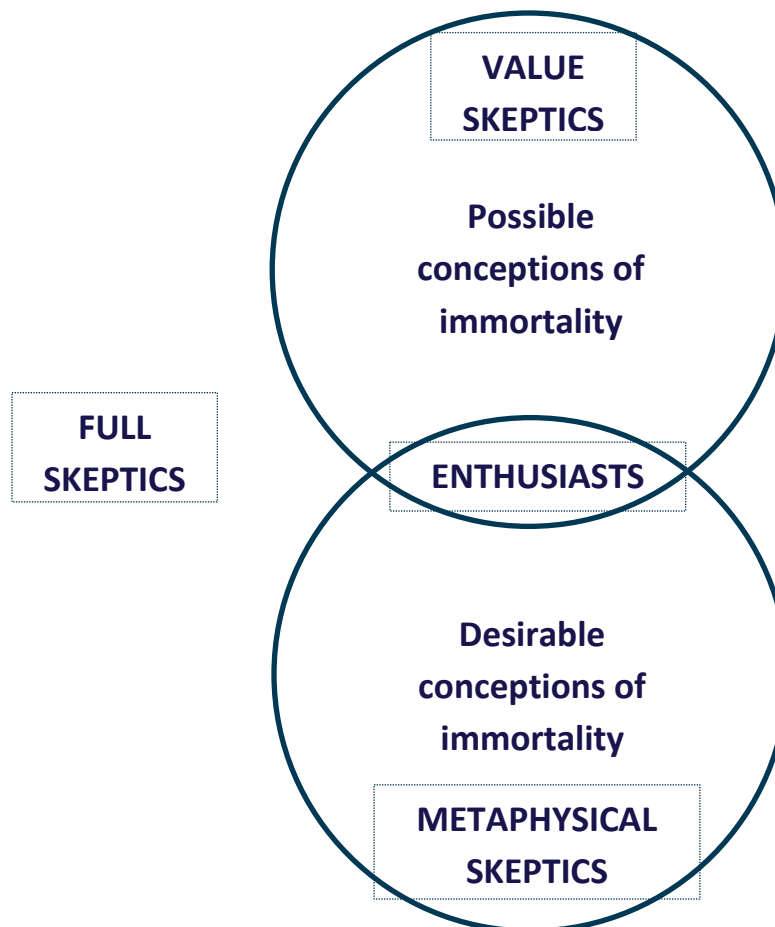 VALUE
SKEPTICS
Possible
conceptions of
immortality
FULL
SKEPTICS
ENTHUSIASTS
Desirable
conceptions of
immortality
METAPHYSICAL
SKEPTICS